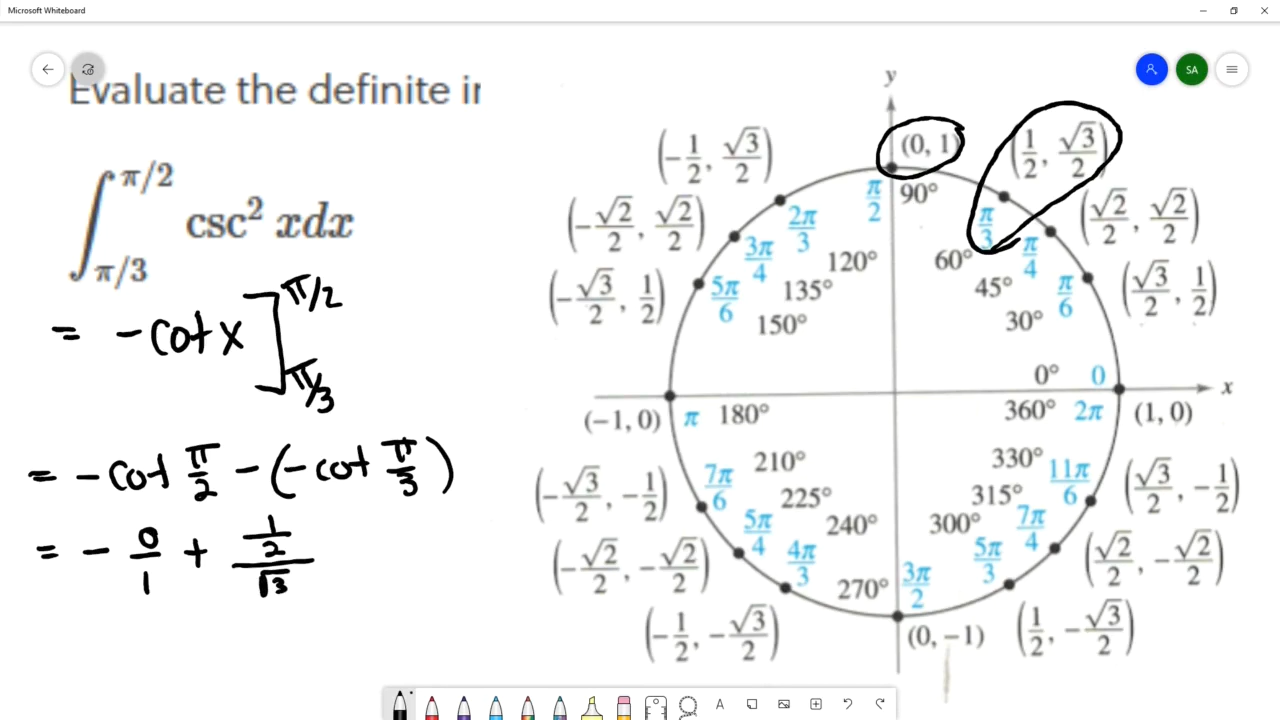 Microsoft Whiteboard
SA
Evaluate the definite in
∫_{π/3}^{π/2} csc² xdx
= -cot x ]_{π/3}^{π/2}
= -cot π/2 - (-cot π/3)
= - 0/1 + (1/2)/√3
y
(0, 1)
(-1/2, √3/2)
(1/2, √3/2)
(-√2/2, √2/2)
(√2/2, √2/2)
(-√3/2, 1/2)
(√3/2, 1/2)
π/2 90°
2π/3 120°
π/3 60°
3π/4 135°
π/4 45°
5π/6 150°
π/6 30°
0° 0
x
(-1, 0) π 180°
360° 2π (1, 0)
7π/6 210°
330° 11π/6
5π/4 225°
315° 7π/4
4π/3 240°
300° 5π/3
270° 3π/2
(-√3/2, -1/2)
(√3/2, -1/2)
(-√2/2, -√2/2)
(√2/2, -√2/2)
(-1/2, -√3/2)
(0, -1)
(1/2, -√3/2)
A